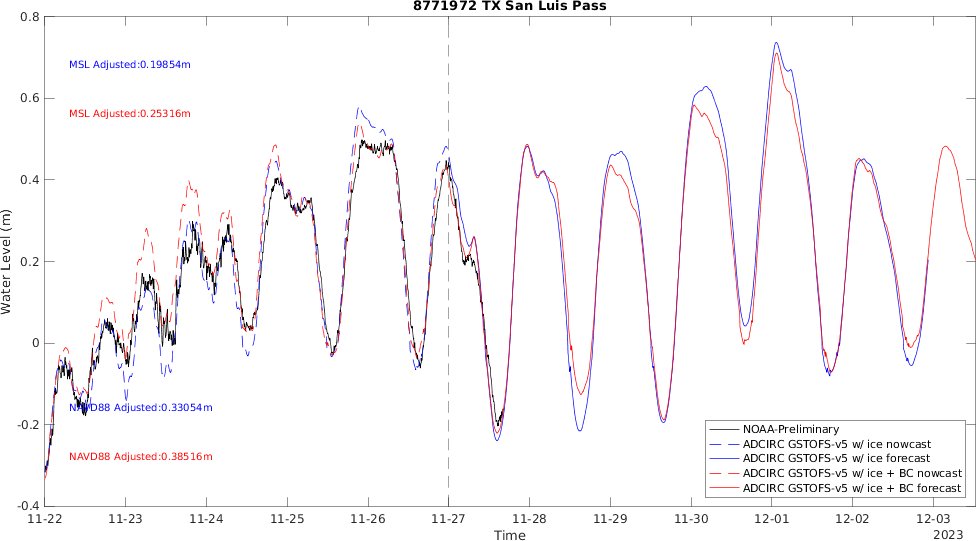 8771972 TX San Luis Pass
0.8
0.6
0.4
0.2
0
-0.2
-0.4
Water Level (m)
MSL Adjusted:0.19854m
MSL Adjusted:0.25316m
NAVD88 Adjusted:0.33054m
NAVD88 Adjusted:0.38516m
NOAA-Preliminary
ADCIRC GSTOFS-v5 w/ ice nowcast
ADCIRC GSTOFS-v5 w/ ice forecast
ADCIRC GSTOFS-v5 w/ ice + BC nowcast
ADCIRC GSTOFS-v5 w/ ice + BC forecast
11-22 11-23 11-24 11-25 11-26 11-27 11-28 11-29 11-30 12-01 12-02 12-03
Time
2023